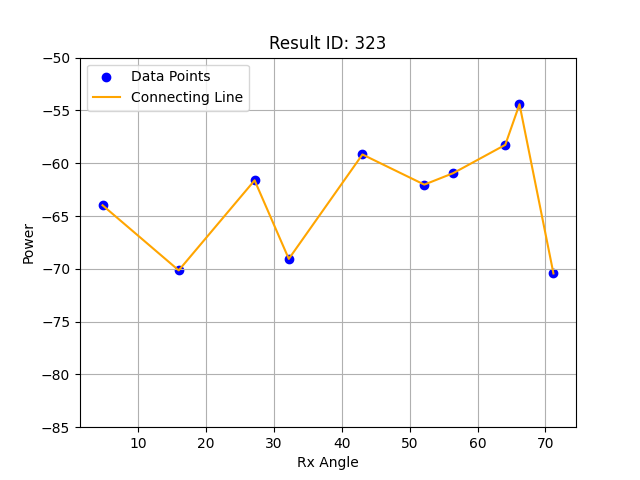 Result ID: 323
Data Points
Connecting Line
Power
−50
−55
−60
−65
−70
−75
−80
−85
10 20 30 40 50 60 70
Rx Angle